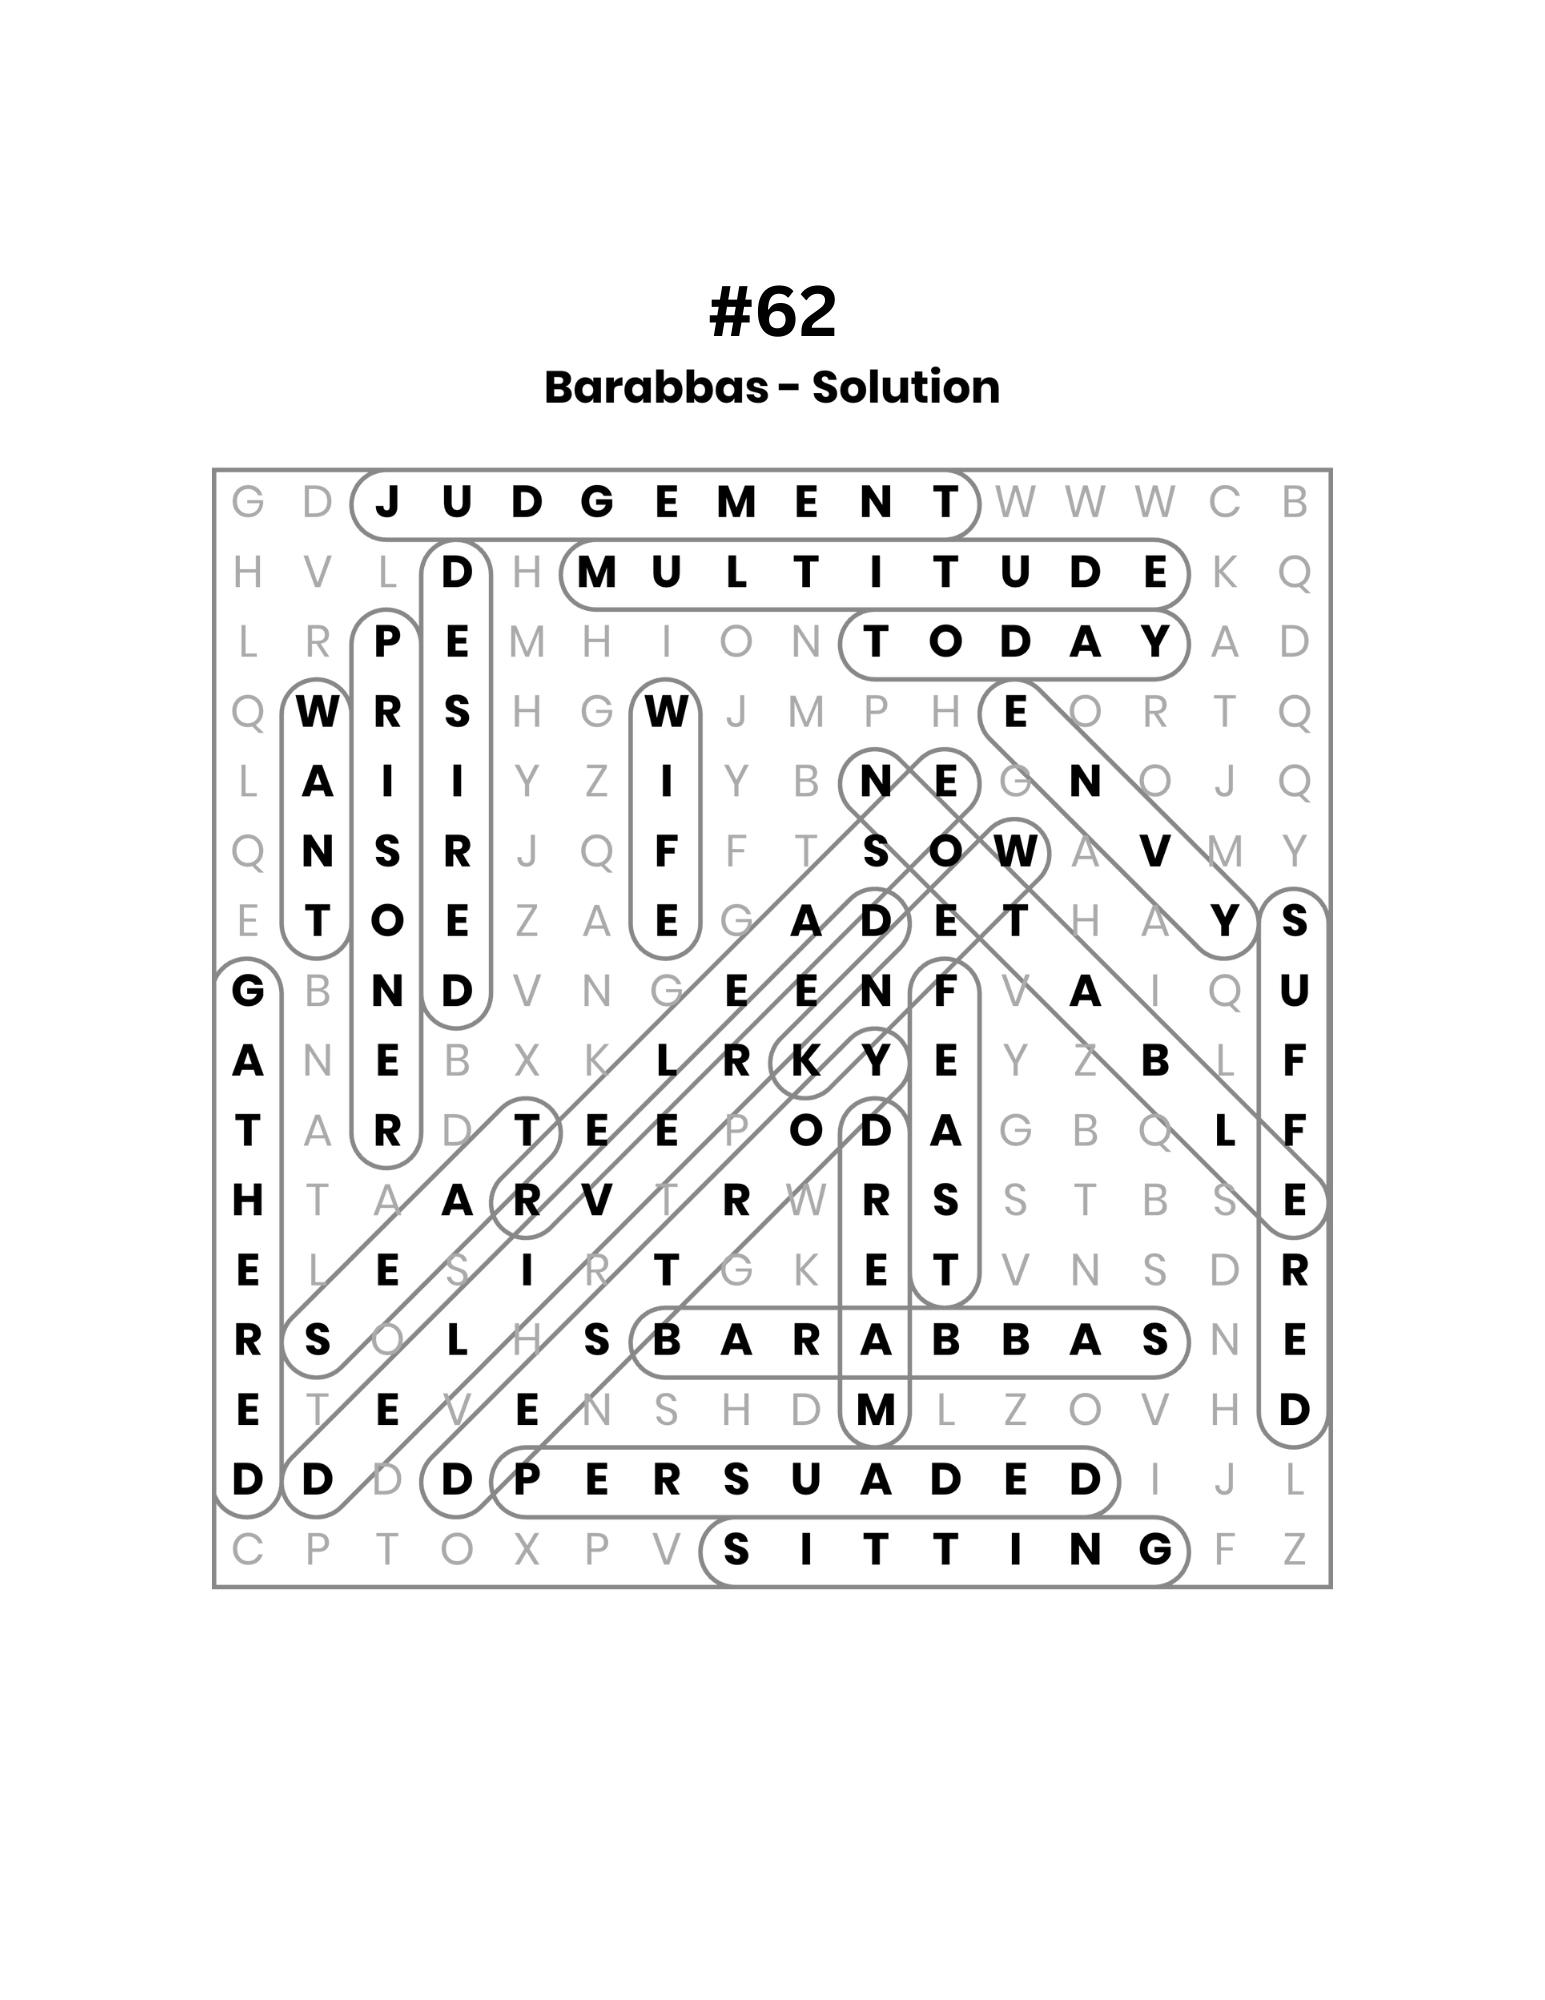 #62
Barabbas - Solution
G D J U D G E M E N T W W W C B
H V L D H M U L T I T U D E K Q
L R P E M H I O N T O D A Y A D
Q W R S H G W J M P H E O R T Q
L A I I Y Z I Y B N E G N O J Q
Q N S R J Q F F T S O W A V M Y
E T O E Z A E G A D E T H A Y S
G B N D V N G E E N F V A I Q U
A N E B X K L R K Y E Y Z B L F
T A R D T E E P O D A G B Q L F
H T A A R V T R W R S S T B S E
E L E S I R T G K E T V N S D R
R S O L H S B A R A B B A S N E
E T E V E N S H D M L Z O V H D
D D D D P E R S U A D E D I J L
C P T O X P V S I T T I N G F Z